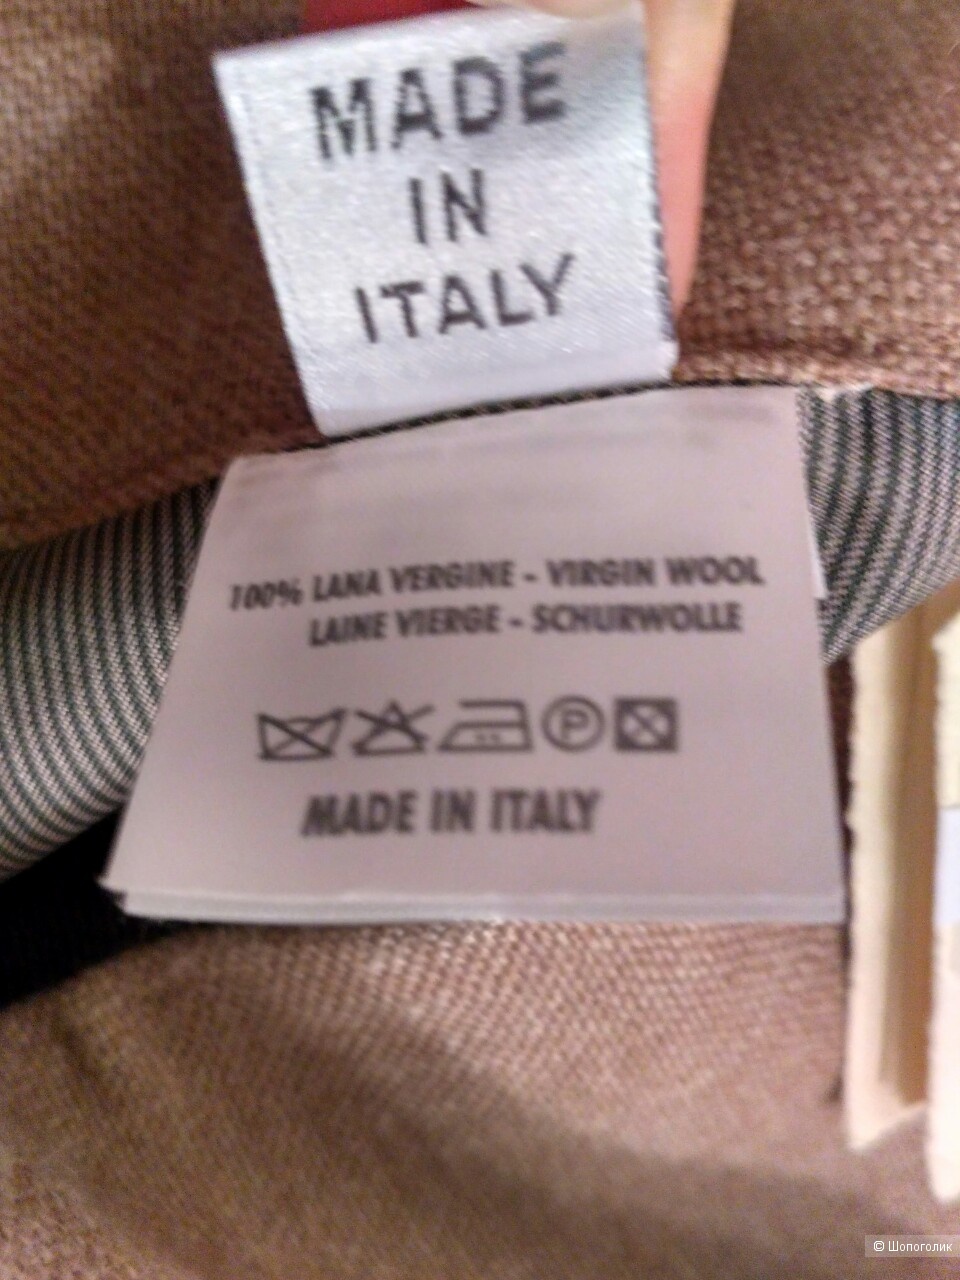 MADE
IN
ITALY
100% LANA VERGINE - VIRGIN WOOL
LAINE VIERGE - SCHURWOLLE
P
MADE IN ITALY
© Шопоголик